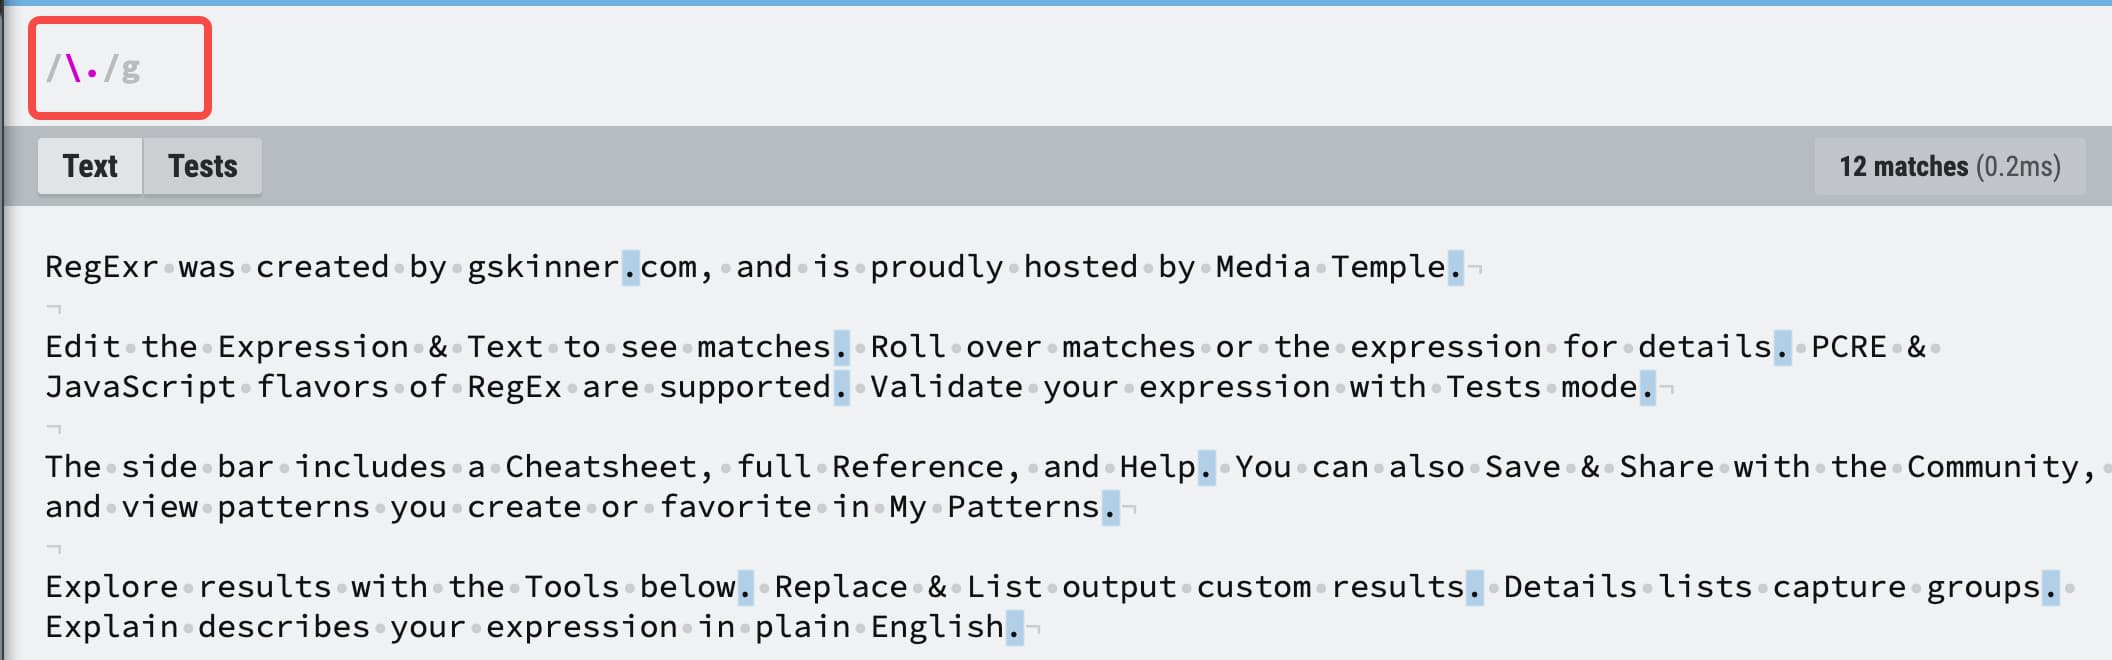 /\./g
Text Tests 12 matches (0.2ms)
RegExr was created by gskinner.com, and is proudly hosted by Media Temple.
Edit the Expression & Text to see matches. Roll over matches or the expression for details. PCRE &
JavaScript flavors of RegEx are supported. Validate your expression with Tests mode.
The side bar includes a Cheatsheet, full Reference, and Help. You can also Save & Share with the Community,
and view patterns you create or favorite in My Patterns.
Explore results with the Tools below. Replace & List output custom results. Details lists capture groups.
Explain describes your expression in plain English.